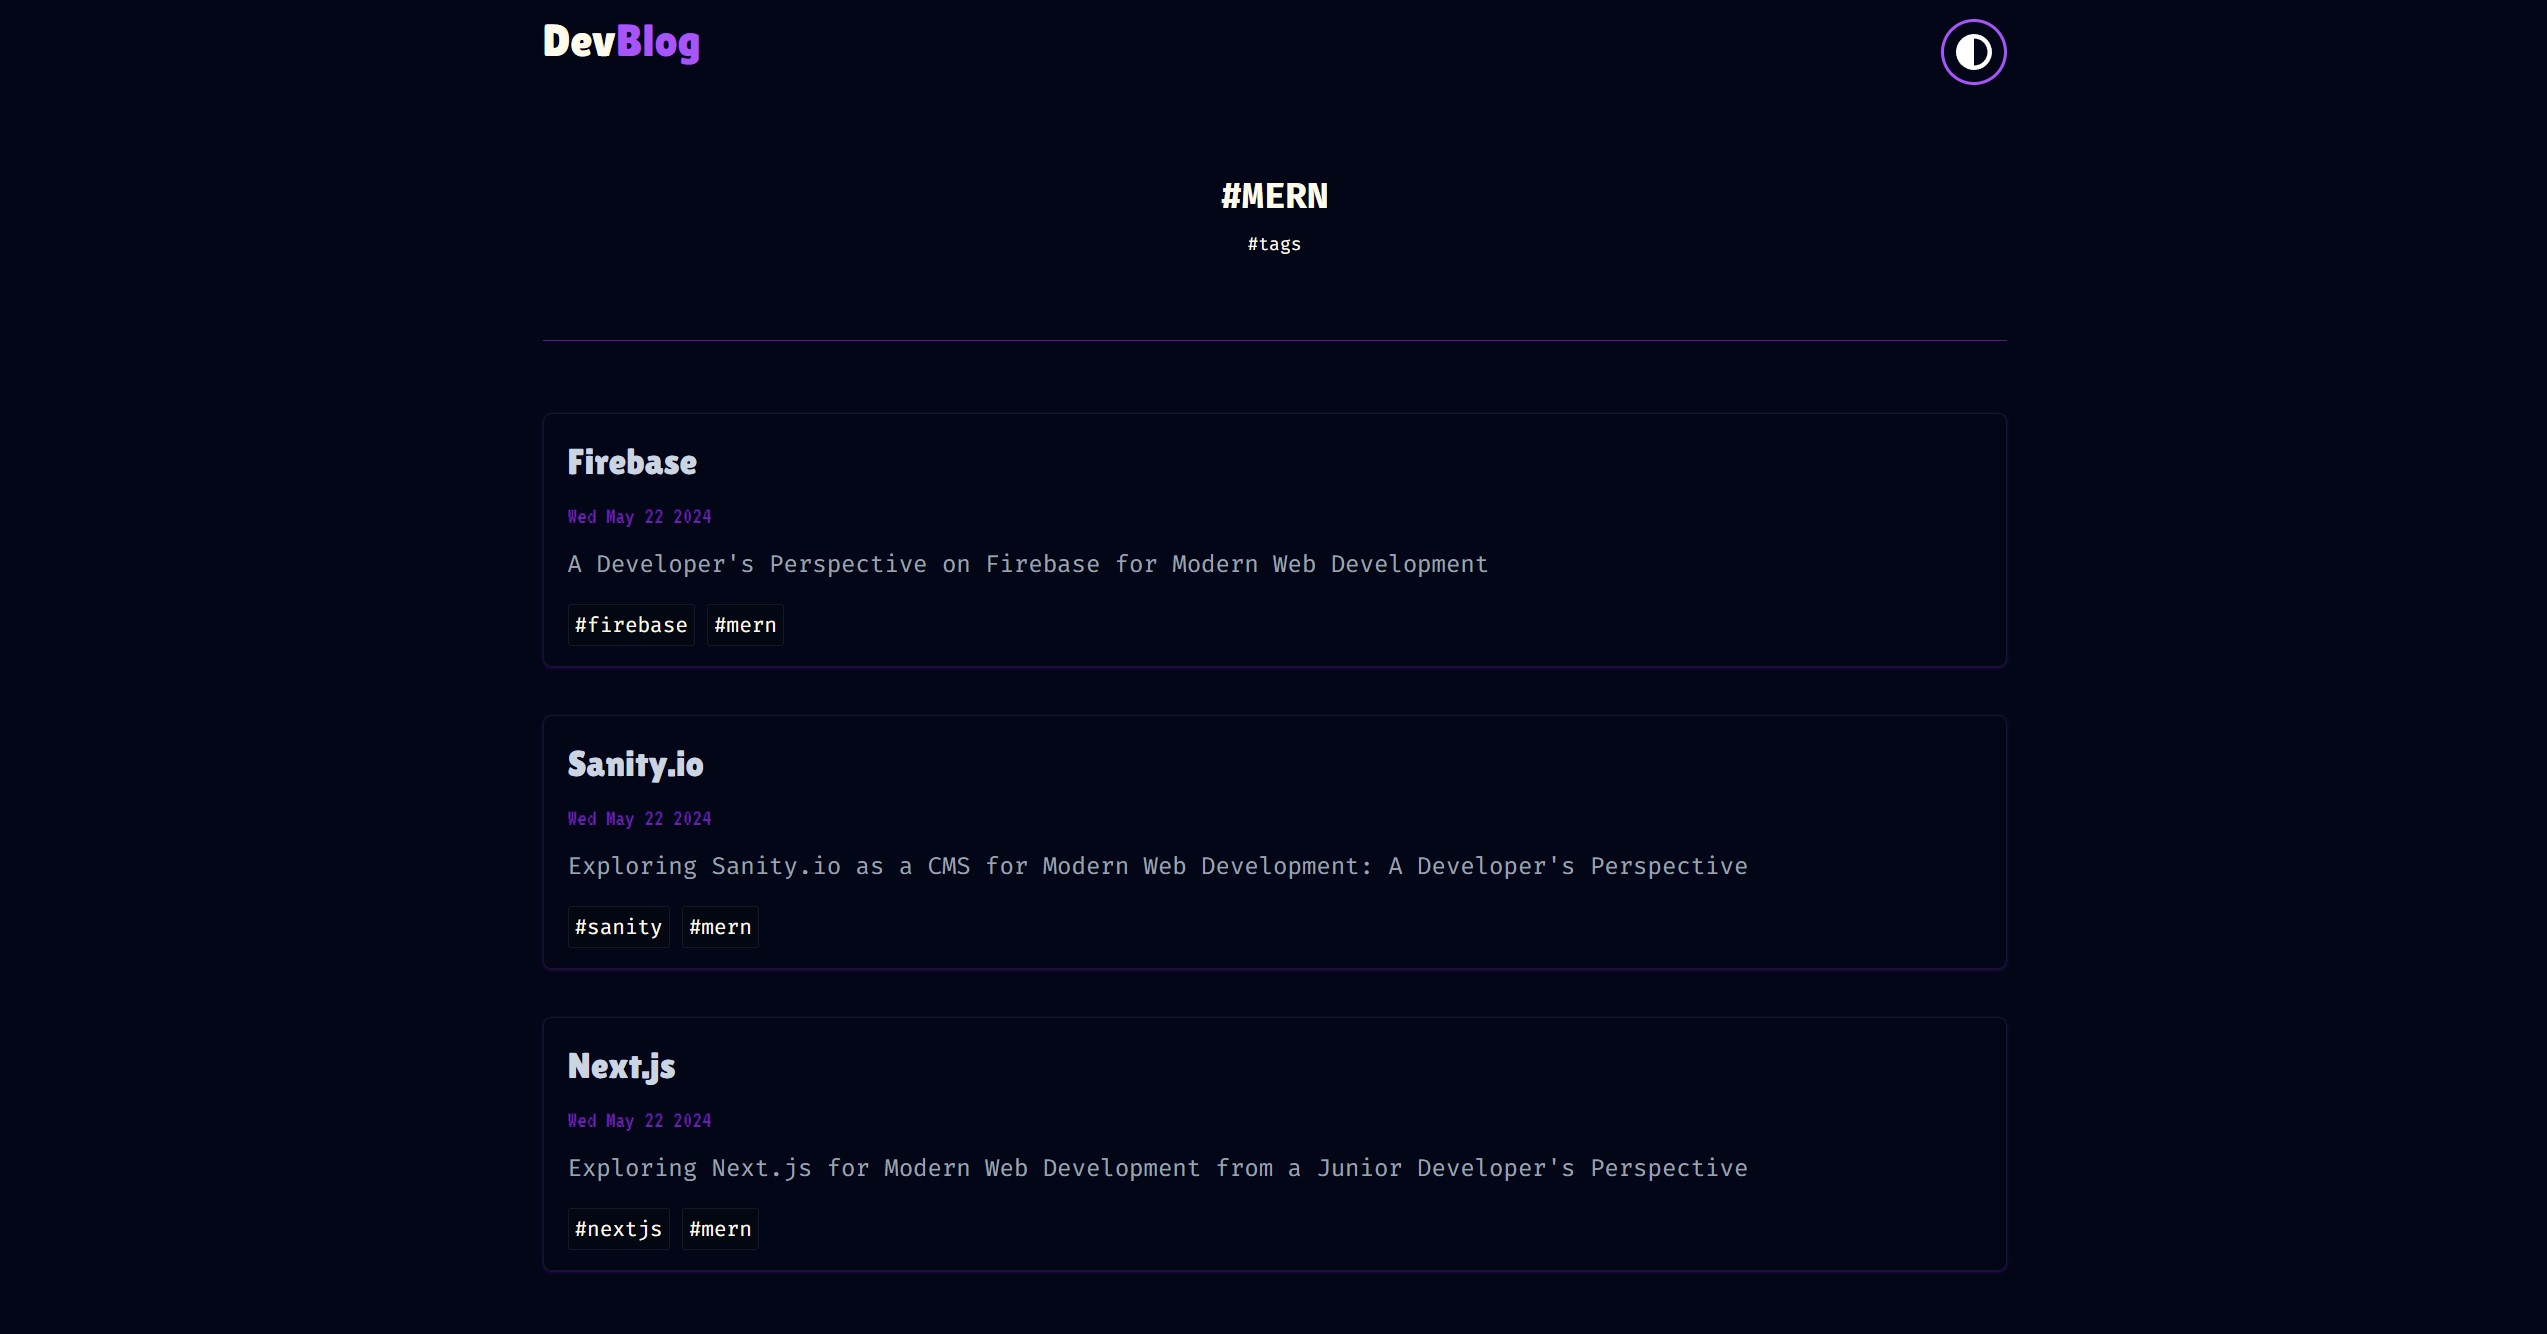 DevBlog
#MERN
#tags
Firebase
Wed May 22 2024
A Developer's Perspective on Firebase for Modern Web Development
#firebase #mern
Sanity.io
Wed May 22 2024
Exploring Sanity.io as a CMS for Modern Web Development: A Developer's Perspective
#sanity #mern
Next.js
Wed May 22 2024
Exploring Next.js for Modern Web Development from a Junior Developer's Perspective
#nextjs #mern